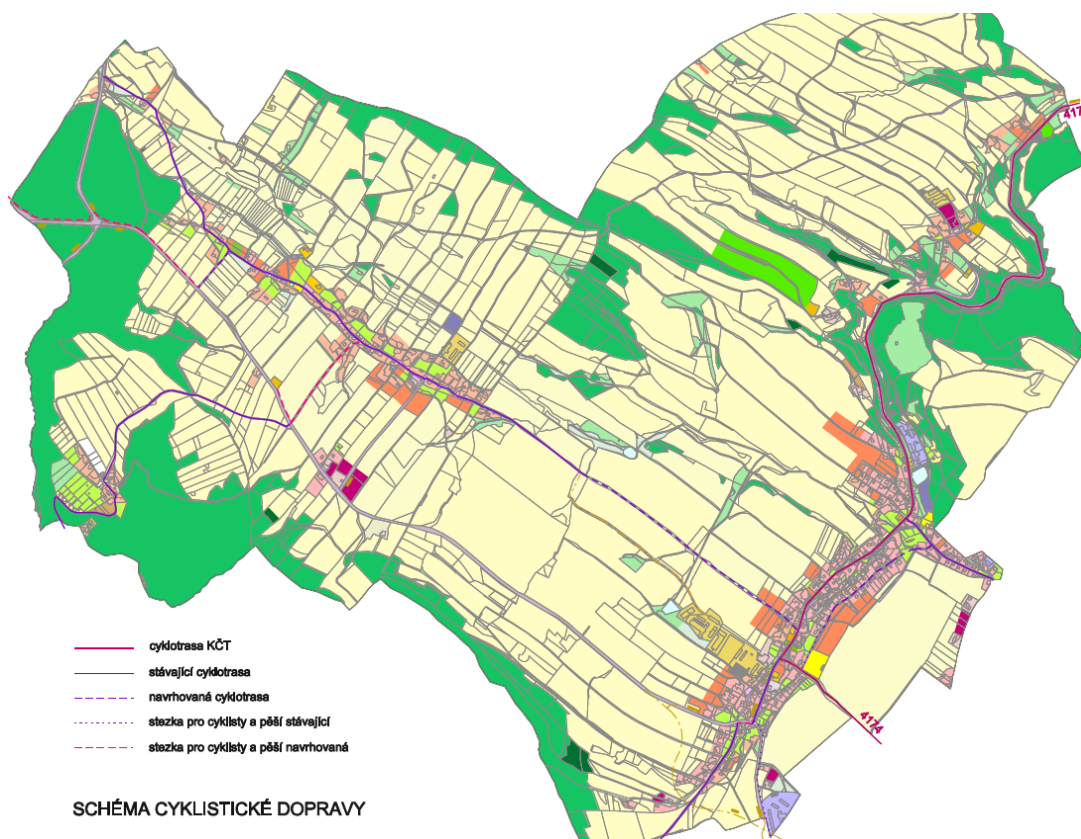 417
cyklotrasa KČT
stávající cyklotrasa
navrhovaná cyklotrasa
stezka pro cyklisty a pěší stávající
stezka pro cyklisty a pěší navrhovaná
4174
SCHÉMA CYKLISTICKÉ DOPRAVY